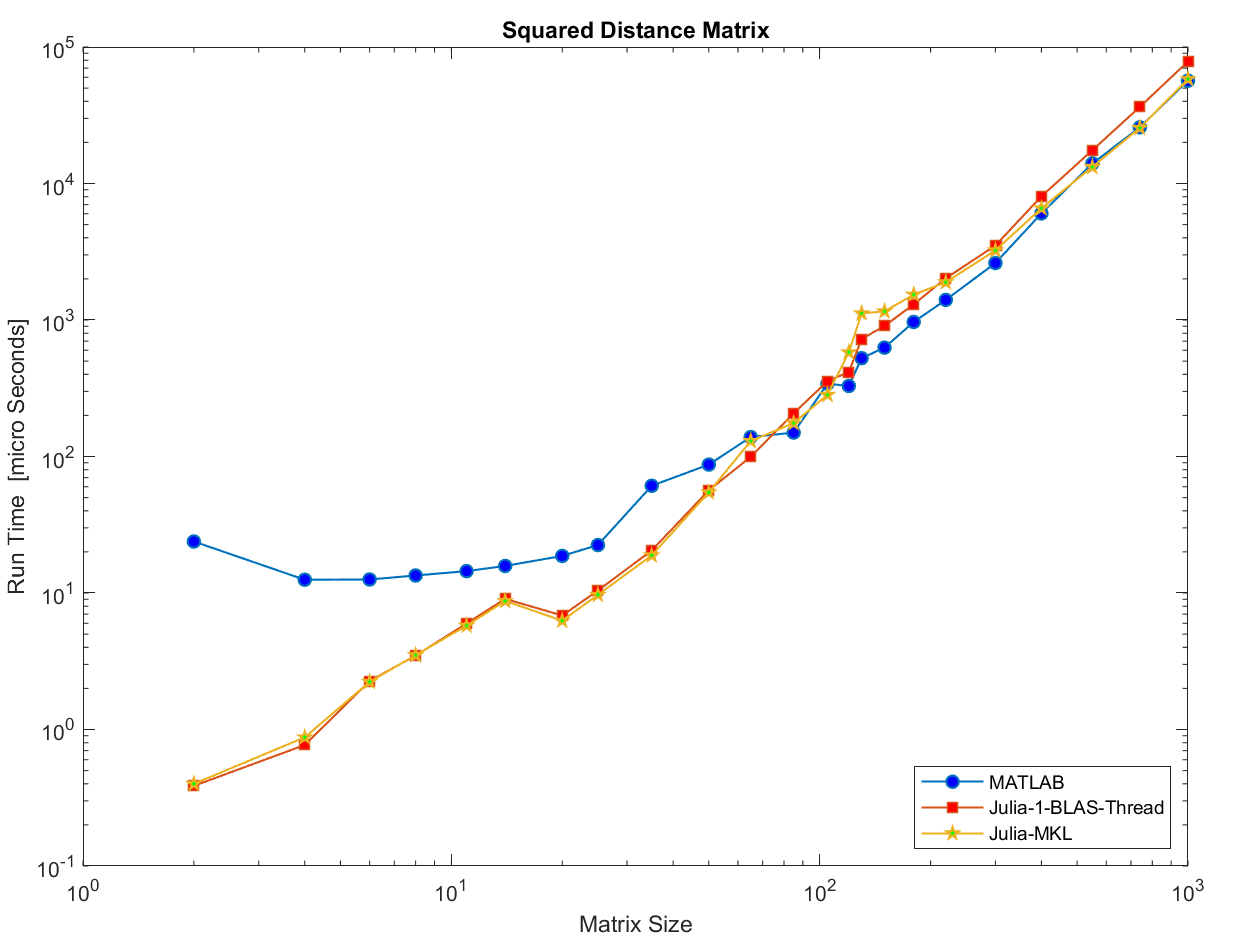 Squared Distance Matrix
Run Time [micro Seconds]
10^5
10^4
10^3
10^2
10^1
10^0
10^-1
10^0 10^1 10^2 10^3
Matrix Size
MATLAB
Julia-1-BLAS-Thread
Julia-MKL